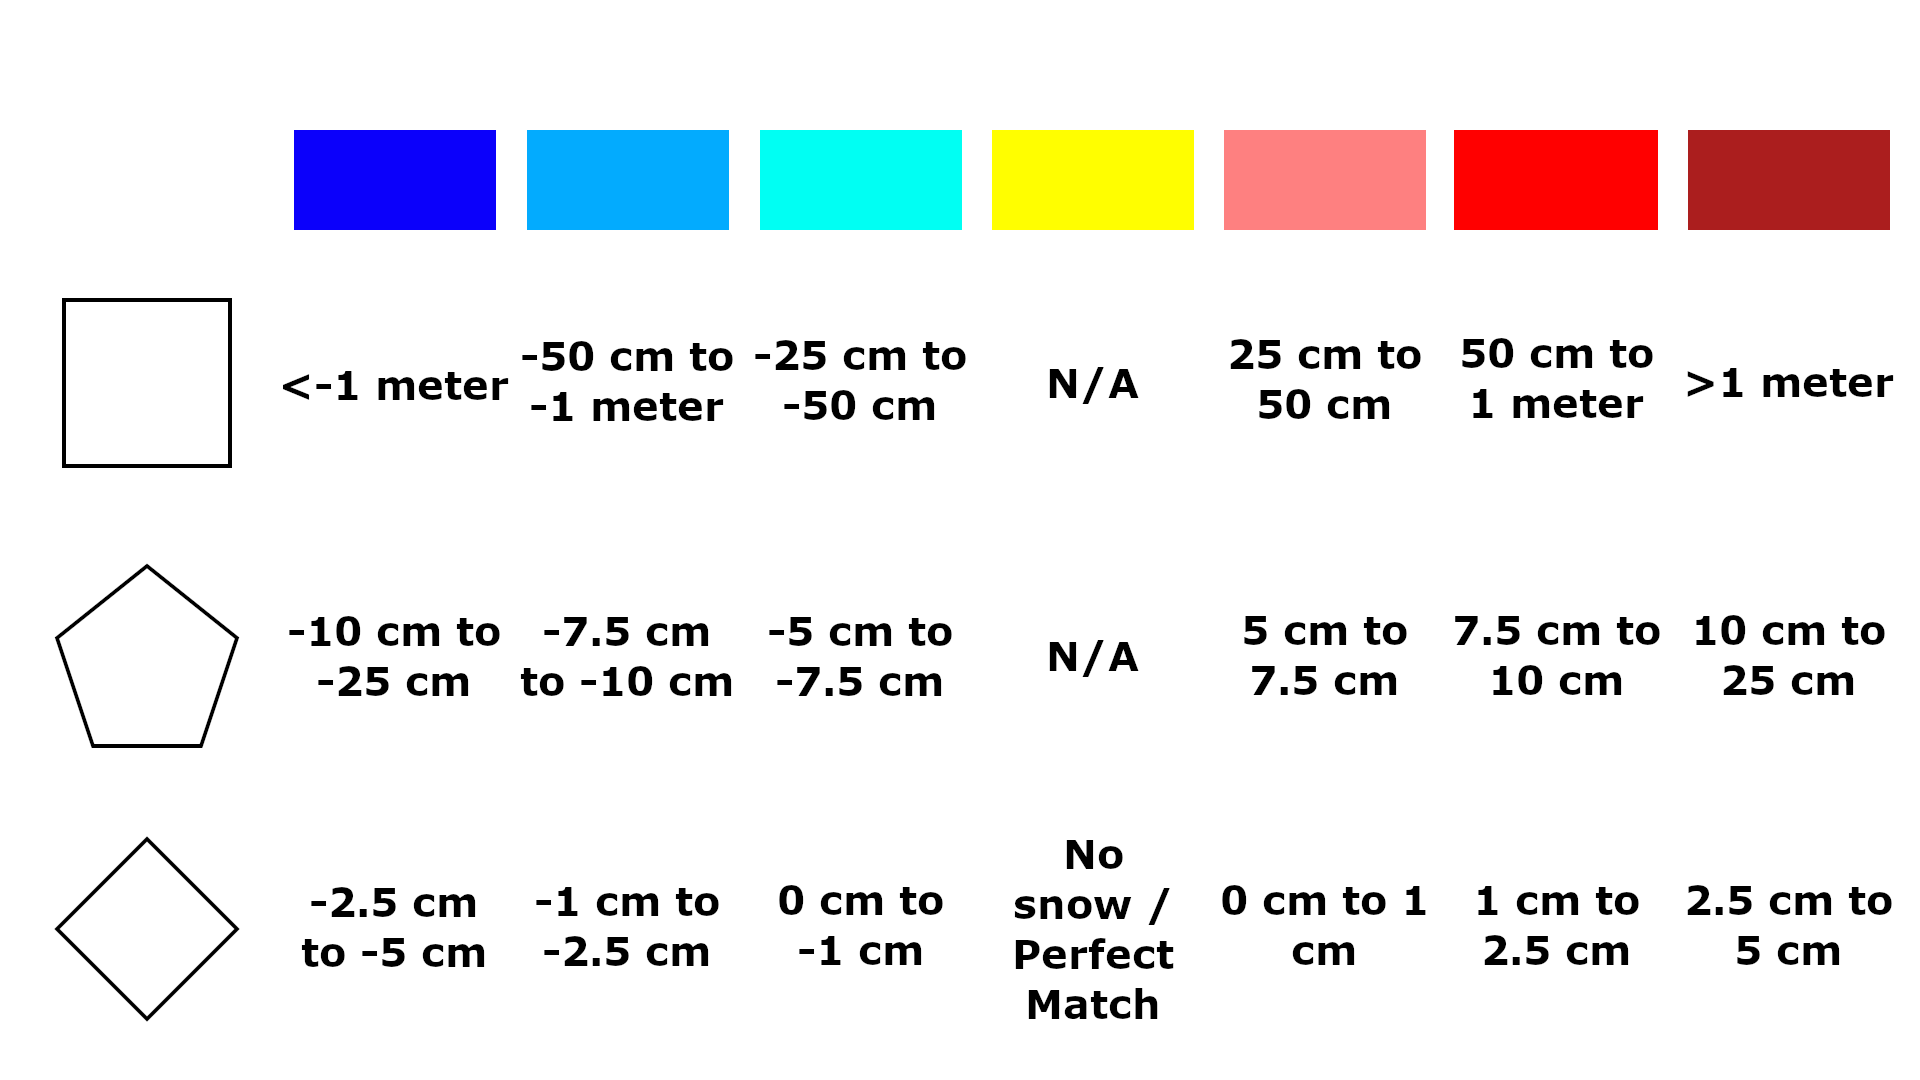 <-1 meter
-50 cm to
-1 meter
-25 cm to
-50 cm
N/A
25 cm to
50 cm
50 cm to
1 meter
>1 meter
-10 cm to
-25 cm
-7.5 cm
to -10 cm
-5 cm to
-7.5 cm
N/A
5 cm to
7.5 cm
7.5 cm to
10 cm
10 cm to
25 cm
-2.5 cm
to -5 cm
-1 cm to
-2.5 cm
0 cm to
-1 cm
No
snow /
Perfect
Match
0 cm to 1
cm
1 cm to
2.5 cm
2.5 cm to
5 cm